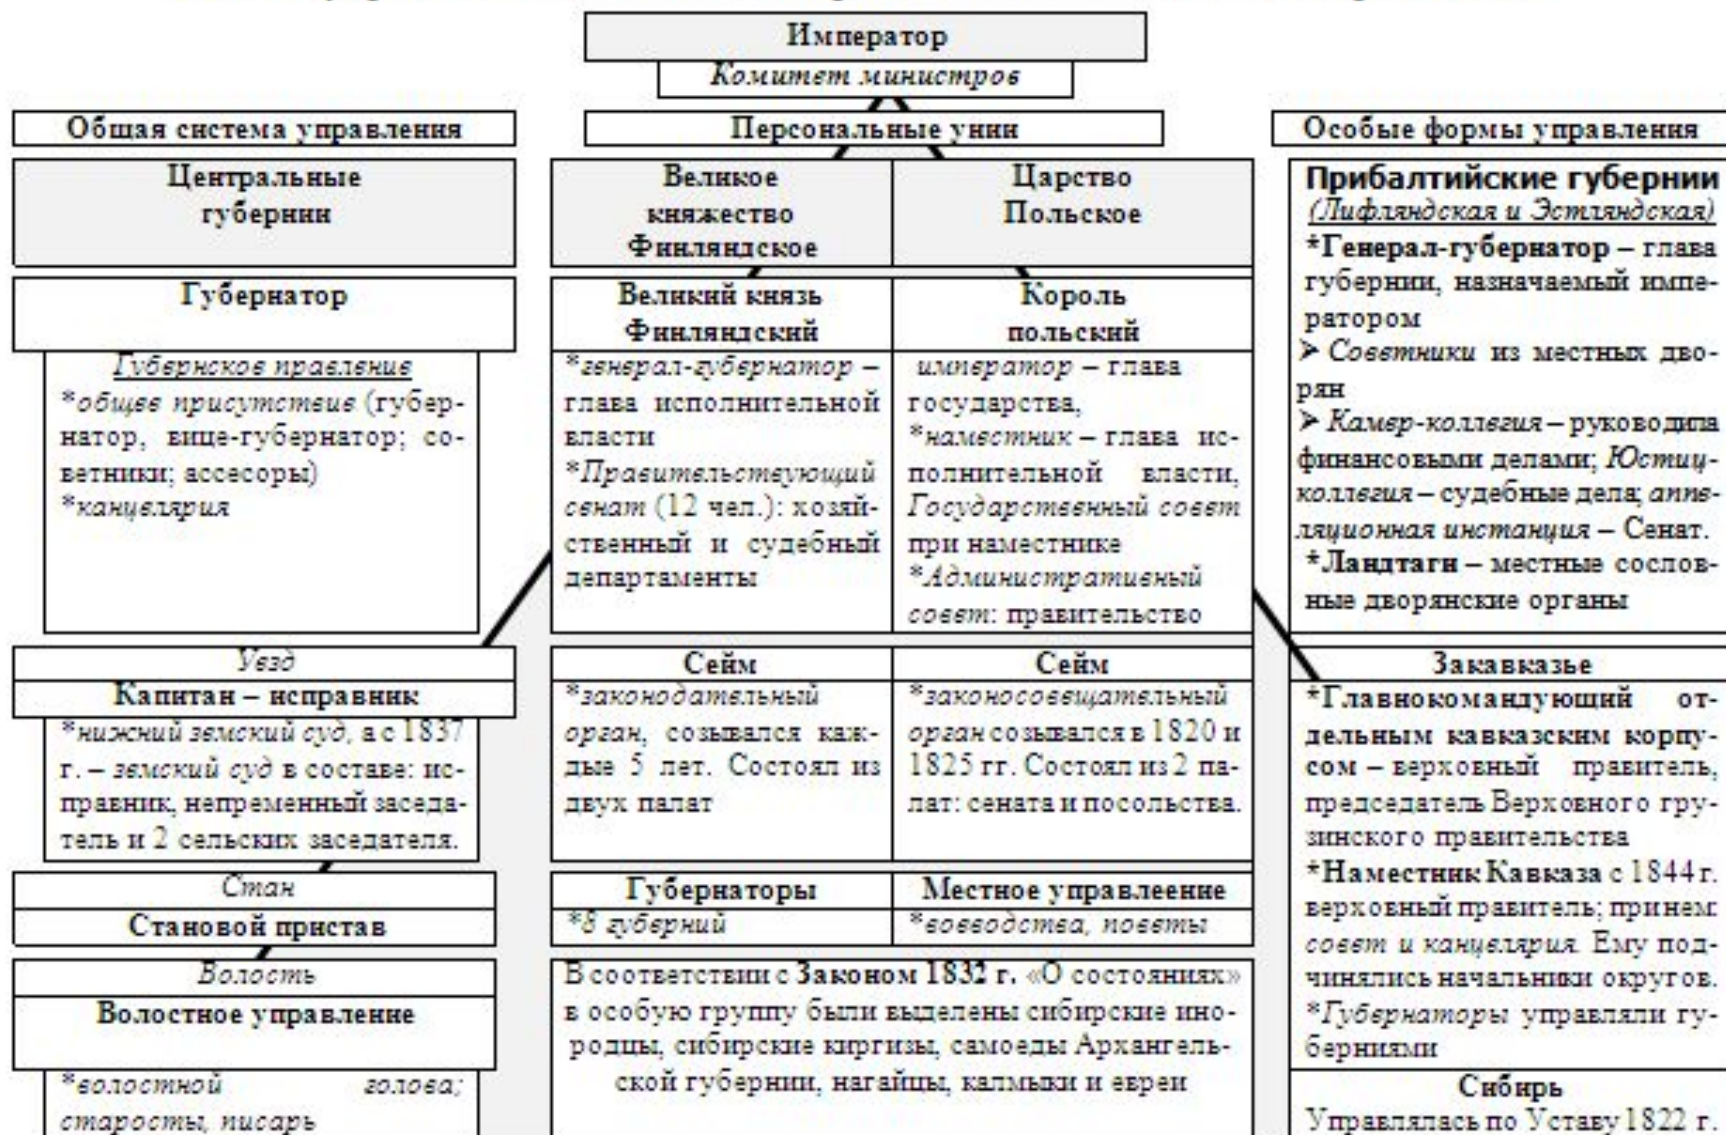 Император
Комитет министров
Общая система управления
Персональные унии
Особые формы управления
Центральные
губернии
Губернатор
Губернское правление
*общее присутствие (губер-
натор, вице-губернатор; со-
ветники; ассесоры)
*канцелярия
Уезд
Капитан – исправник
*нижний земский суд, а с 1837
г. – земский суд в составе: ис-
правник, непременный заседа-
тель и 2 сельских заседателя.
Стан
Становой пристав
Волость
Волостное управление
*волостной голова;
старосты, писарь
Великое
княжество
Финляндское
Великий князь
Финляндский
*генерал-губернатор –
глава исполнительной
власти
*Правительствующий
сенат (12 чел.): хозяй-
ственный и судебный
департаменты
Сейм
*законодательный
орган, созывался каж-
дые 5 лет. Состоял из
двух палат
Губернаторы
*8 губерний
Царство
Польское
Король
польский
император – глава
государства,
*наместник – глава ис-
полнительной власти,
Государственный совет
при наместнике
*Административный
совет: правительство
Сейм
*законосовещательный
орган созывался в 1820 и
1825 гг. Состоял из 2 па-
лат: сената и посольства.
Местное управлеение
*воеводства, поветы
В соответствии с Законом 1832 г. «О состояниях»
в особую группу были выделены сибирские ино-
родцы, сибирские киргизы, самоеды Архангель-
ской губернии, нагайцы, калмыки и евреи
Прибалтийские губернии
(Лифляндская и Эстляндская)
*Генерал-губернатор – глава
губернии, назначаемый импе-
ратором
➢ Советники из местных дво-
рян
➢ Камер-коллегия – руководила
финансовыми делами; Юстиц-
коллегия – судебные дела; аппе-
ляционная инстанция – Сенат.
*Ландтаги – местные сослов-
ные дворянские органы
Закавказье
*Главнокомандующий от-
дельным кавказским корпу-
сом – верховный правитель,
председатель Верховного гру-
зинского правительства
*Наместник Кавказа с 1844 г.
верховный правитель; при нем:
совет и канцелярия. Ему под-
чинялись начальники округов.
*Губернаторы управляли гу-
берниями
Сибирь
Управлялась по Уставу 1822 г.